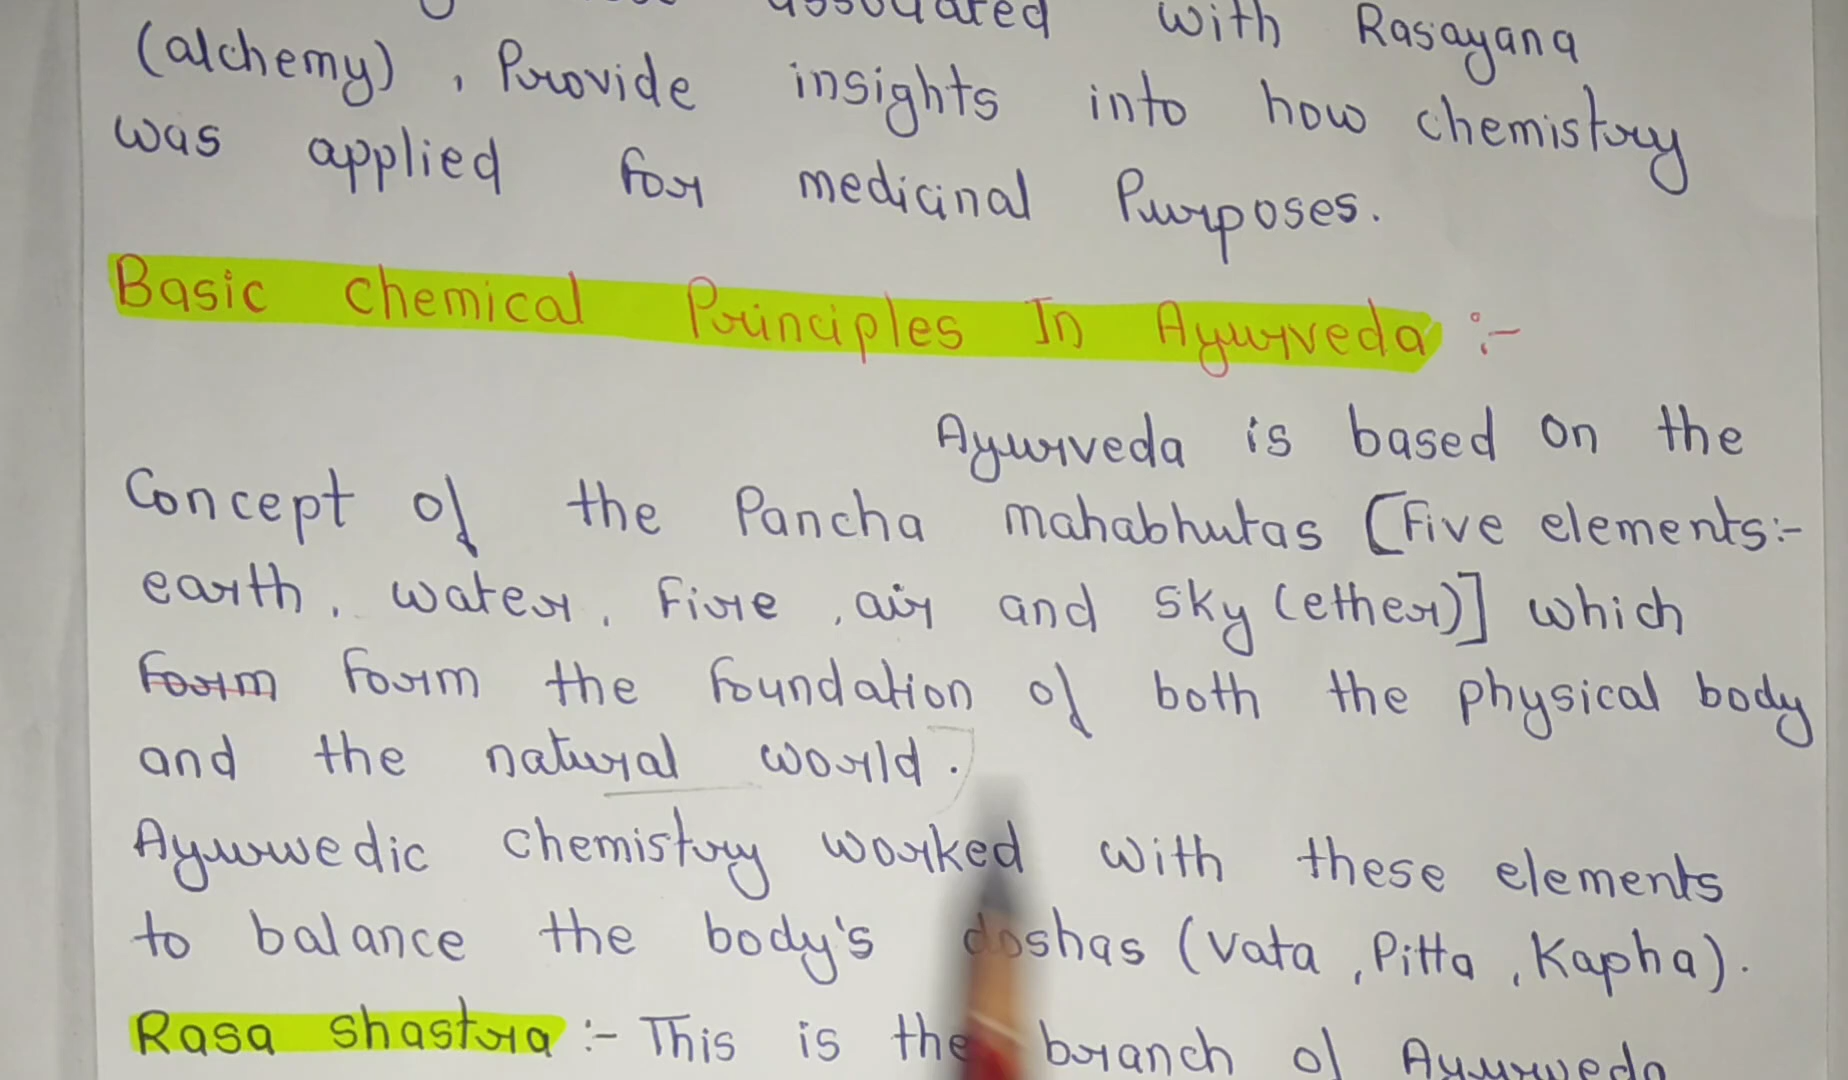 associated with Rasayana
(alchemy), Provide insights into how chemistry
was applied for medicinal Purposes.
Basic Chemical Principles In Ayurveda :-
Ayurveda is based on the
Concept of the Pancha mahabhutas [Five elements:-
earth, water, Fire, air and sky (ether)] which
form form the foundation of both the physical body
and the natural world.
Ayurvedic chemistry worked with these elements
to balance the body's doshas (Vata, Pitta, Kapha).
Rasa shastra :- This is the branch of Ayurveda